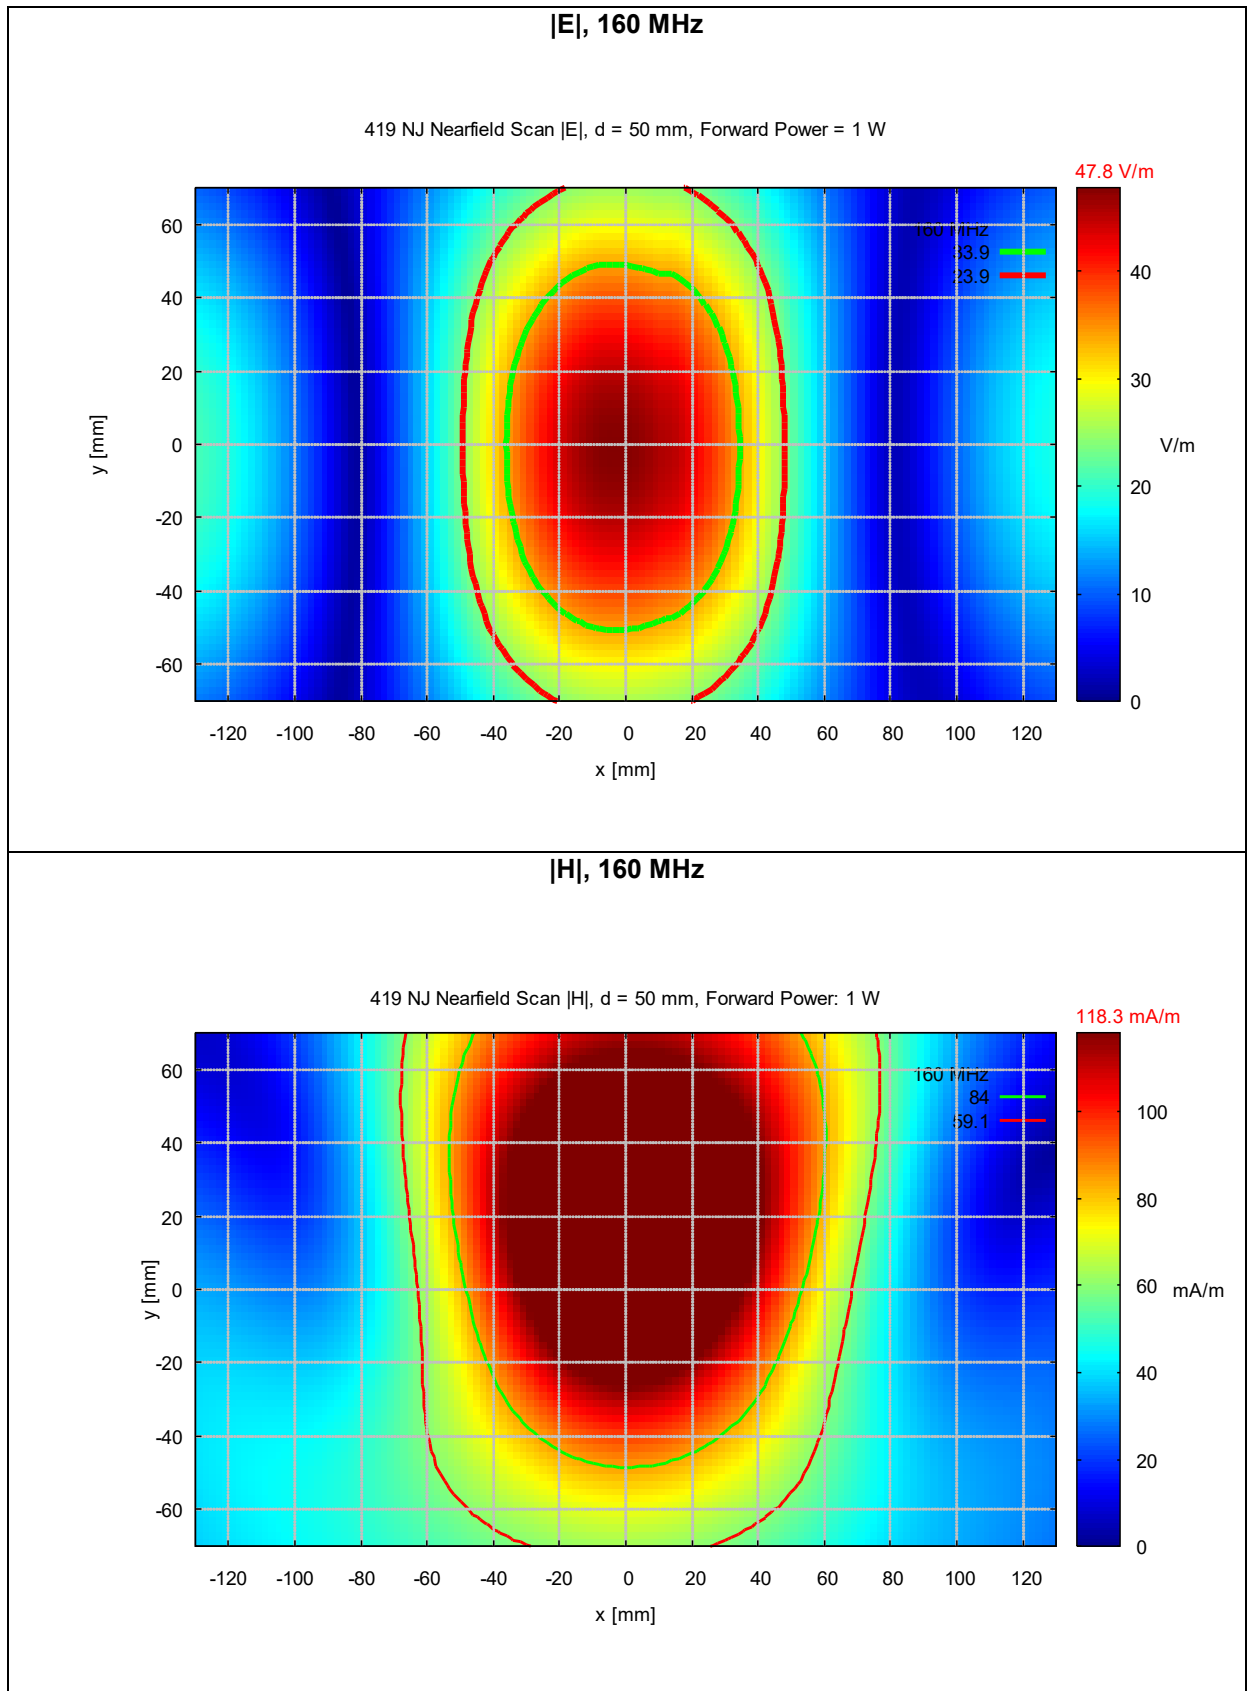 |E|, 160 MHz
419 NJ Nearfield Scan |E|, d = 50 mm, Forward Power = 1 W
47.8 V/m
160 MHz
33.9
23.9
60
40
20
0
-20
-40
-60
y [mm]
40
30
20
10
0
V/m
-120 -100 -80 -60 -40 -20 0 20 40 60 80 100 120
x [mm]
|H|, 160 MHz
419 NJ Nearfield Scan |H|, d = 50 mm, Forward Power: 1 W
118.3 mA/m
160 MHz
84
59.1
60
40
20
0
-20
-40
-60
y [mm]
100
80
60
40
20
0
mA/m
-120 -100 -80 -60 -40 -20 0 20 40 60 80 100 120
x [mm]